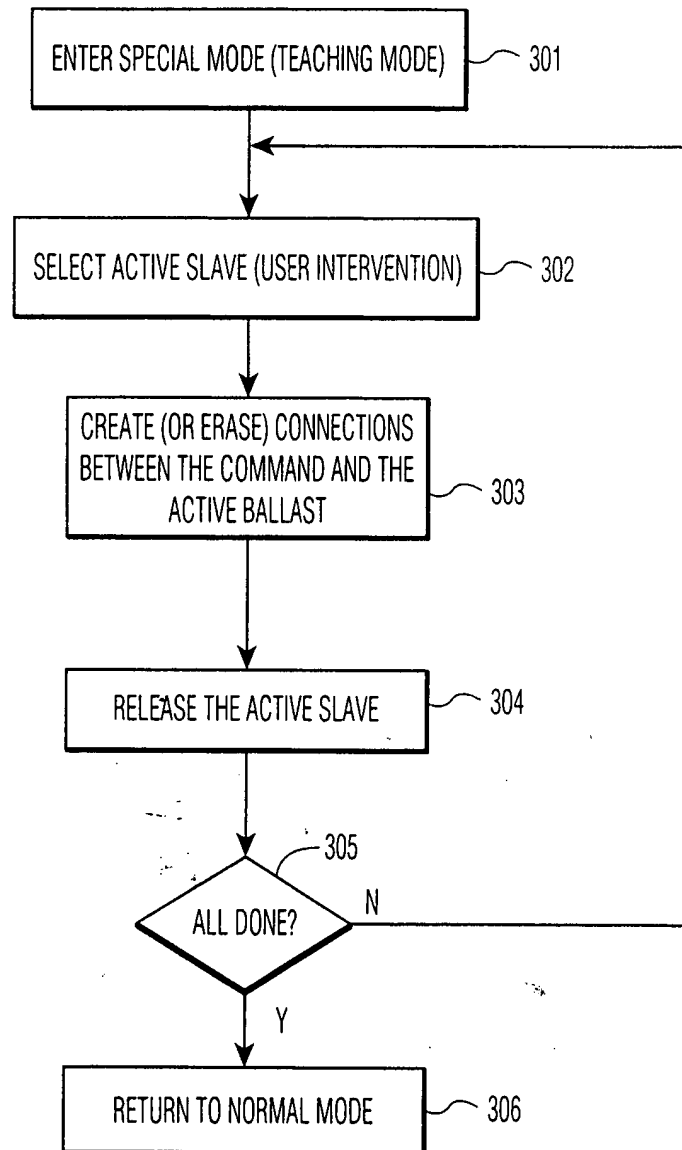 ENTER SPECIAL MODE (TEACHING MODE) 301
SELECT ACTIVE SLAVE (USER INTERVENTION) 302
CREATE (OR ERASE) CONNECTIONS
BETWEEN THE COMMAND AND THE
ACTIVE BALLAST
303
RELEASE THE ACTIVE SLAVE 304
305
ALL DONE? N
Y
RETURN TO NORMAL MODE 306